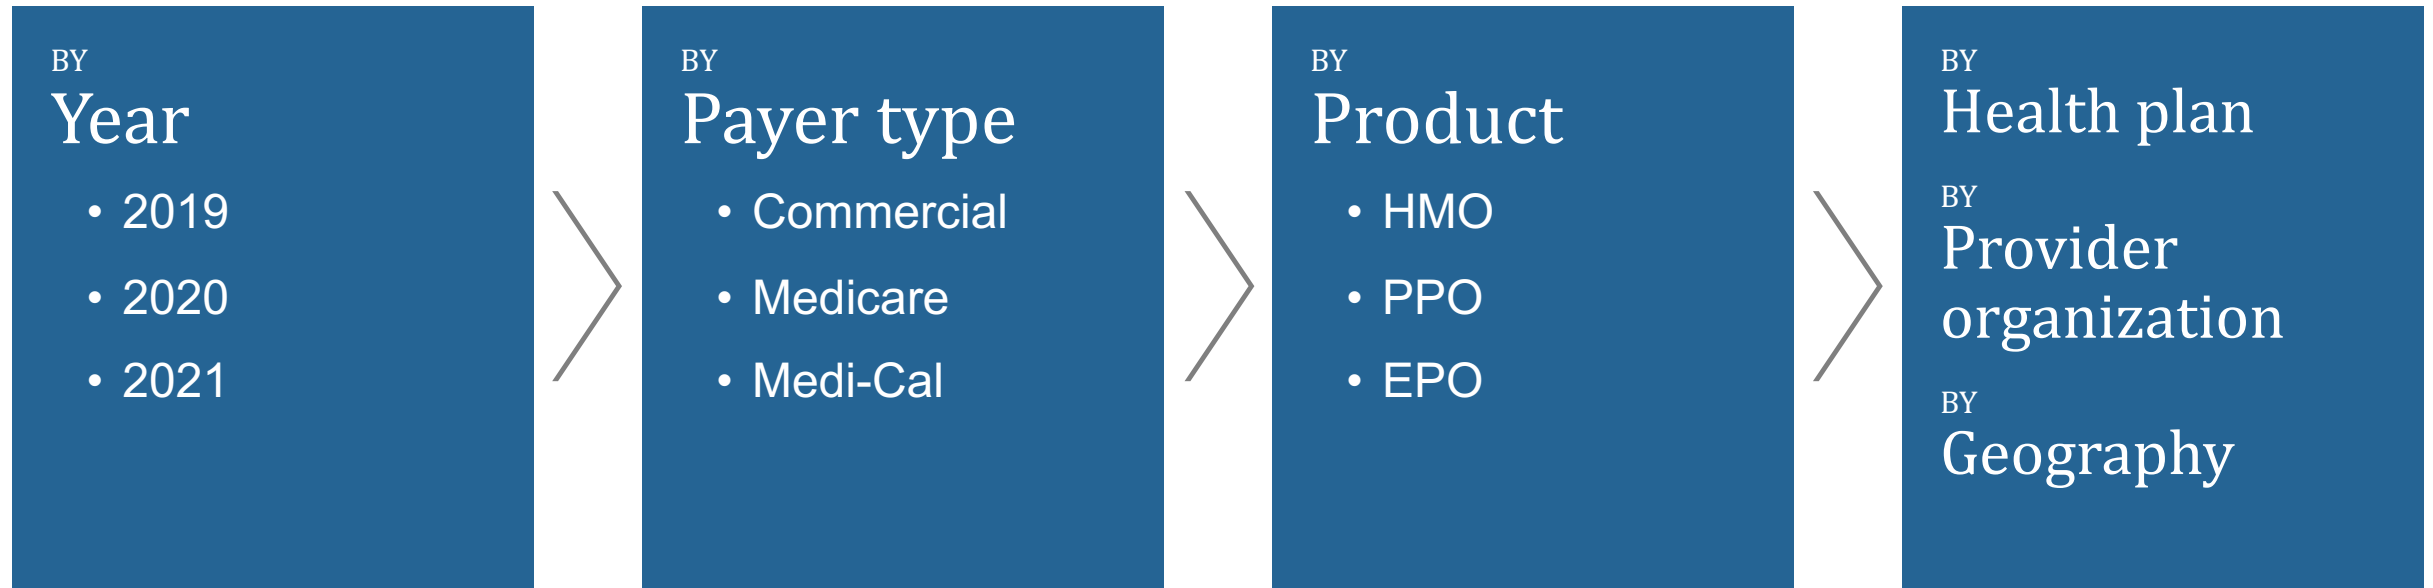 BY
Year
• 2019
• 2020
• 2021
BY
Payer type
• Commercial
• Medicare
• Medi-Cal
BY
Product
• HMO
• PPO
• EPO
BY
Health plan
BY
Provider
organization
BY
Geography